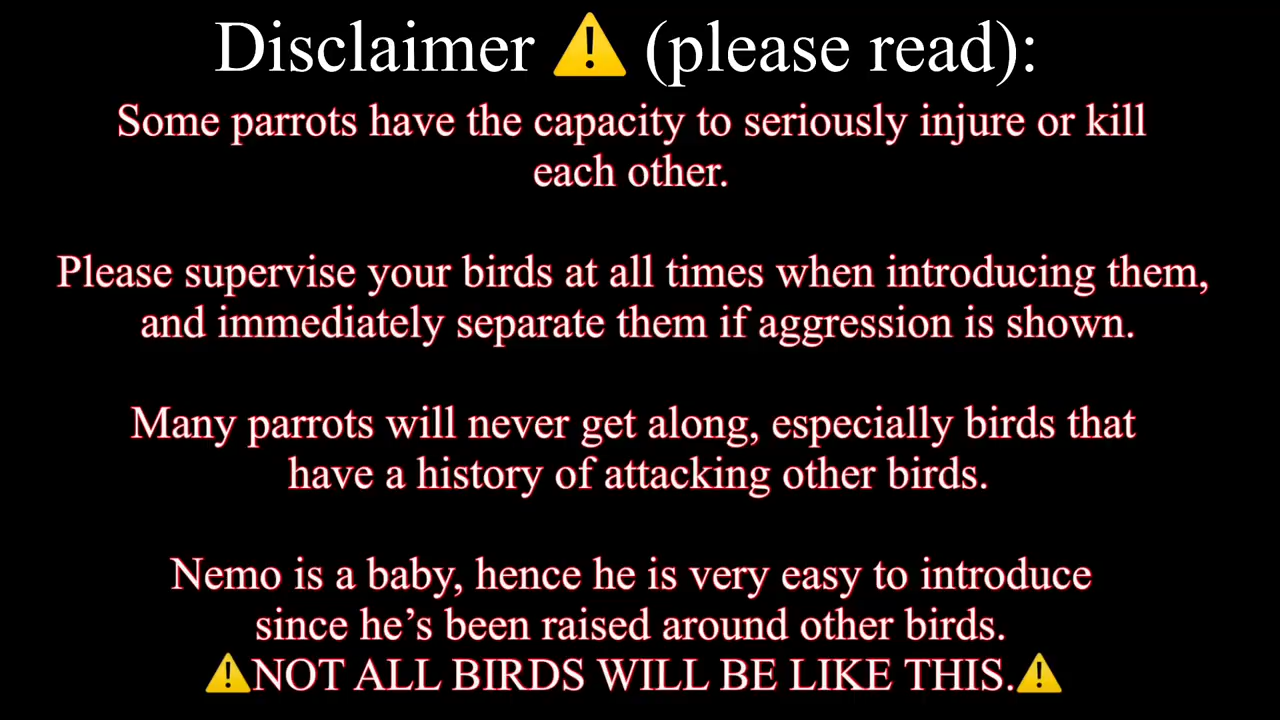 Disclaimer ⚠️ (please read):
Some parrots have the capacity to seriously injure or kill
each other.
Please supervise your birds at all times when introducing them,
and immediately separate them if aggression is shown.
Many parrots will never get along, especially birds that
have a history of attacking other birds.
Nemo is a baby, hence he is very easy to introduce
since he’s been raised around other birds.
⚠️NOT ALL BIRDS WILL BE LIKE THIS.⚠️